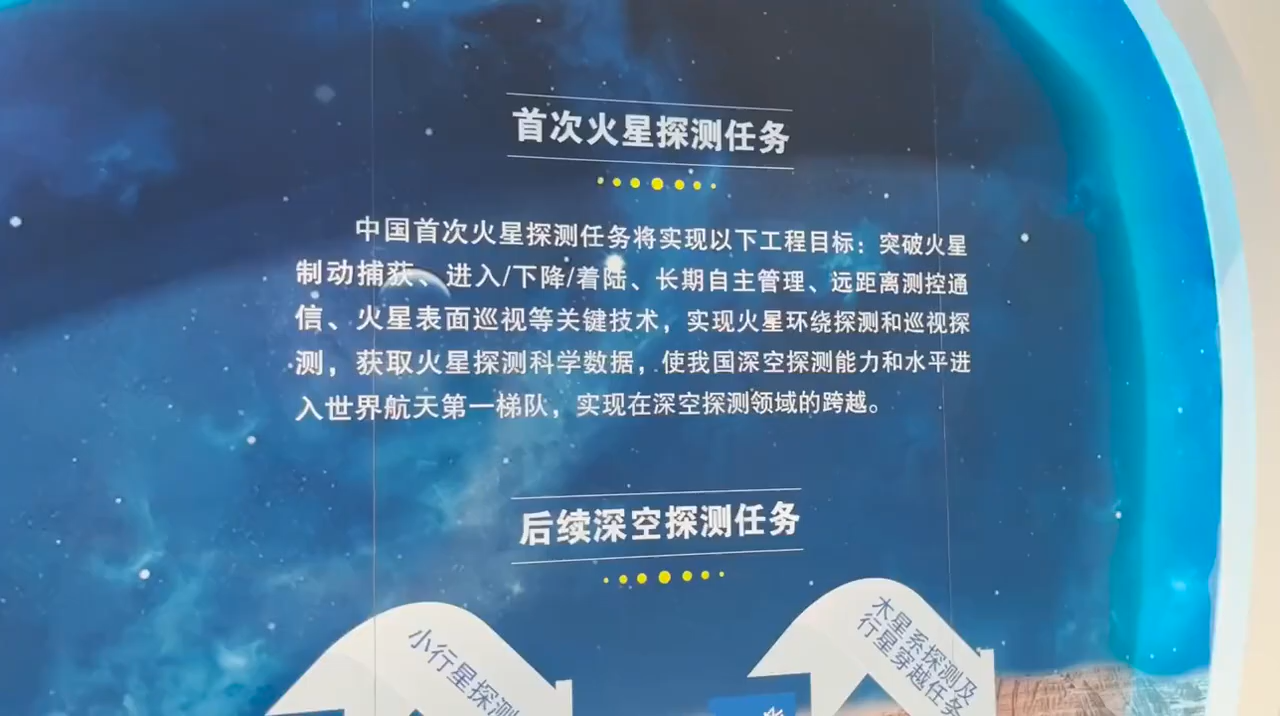 首次火星探测任务
中国首次火星探测任务将实现以下工程目标：突破火星
制动捕获、进入/下降/着陆、长期自主管理、远距离测控通
信、火星表面巡视等关键技术，实现火星环绕探测和巡视探
测，获取火星探测科学数据，使我国深空探测能力和水平进
入世界航天第一梯队，实现在深空探测领域的跨越。
后续深空探测任务
小行星探测
木星系探测及
行星穿越任务